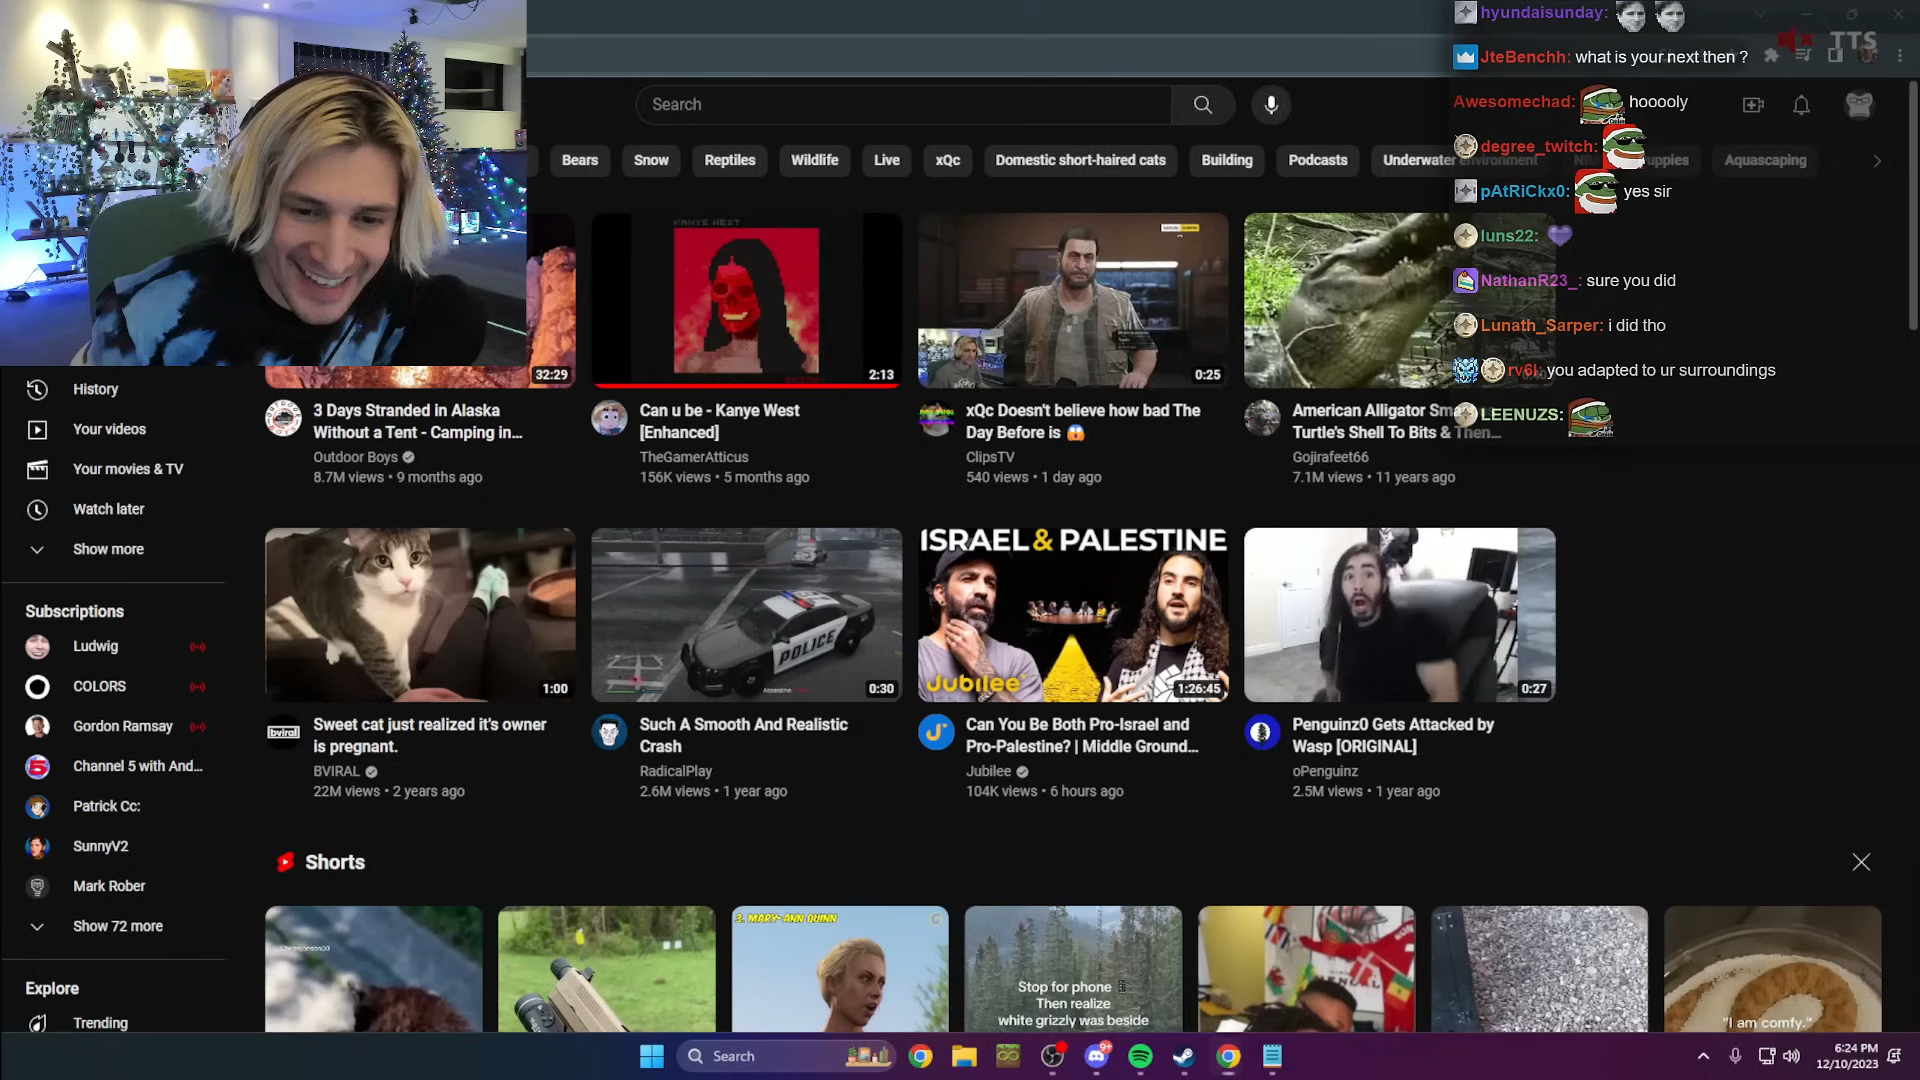 hyundaisunday:
TTS
JteBenchh: what is your next then ?
Search
Awesomechad: hooooly
degree_twitch:
Bears
Snow
Reptiles
Wildlife
Live
xQc
Domestic short-haired cats
Building
Podcasts
Underwater environment
Aquascaping
pAtRiCkx0: yes sir
luns22:
NathanR23_: sure you did
Lunath_Sarper: i did tho
rv6l: you adapted to ur surroundings
LEENUZS:
KANYE WEST
32:29
2:13
0:25
History
Your videos
Your movies & TV
Watch later
Show more
3 Days Stranded in Alaska
Without a Tent - Camping in...
Outdoor Boys
8.7M views • 9 months ago
Can u be - Kanye West
[Enhanced]
TheGamerAtticus
156K views • 5 months ago
xQc Doesn't believe how bad The
Day Before is 😱
ClipsTV
540 views • 1 day ago
American Alligator Sm
Turtle's Shell To Bits & Then...
Gojirafeet66
7.1M views • 11 years ago
POLICE
ISRAEL & PALESTINE
Jubilee
1:00
0:30
1:26:45
0:27
Subscriptions
Ludwig
COLORS
Gordon Ramsay
Channel 5 with And...
Patrick Cc:
SunnyV2
Mark Rober
Show 72 more
bviral
Sweet cat just realized it's owner
is pregnant.
BVIRAL
22M views • 2 years ago
Such A Smooth And Realistic
Crash
RadicalPlay
2.6M views • 1 year ago
Can You Be Both Pro-Israel and
Pro-Palestine? | Middle Ground...
Jubilee
104K views • 6 hours ago
Penguinz0 Gets Attacked by
Wasp [ORIGINAL]
oPenguinz
2.5M views • 1 year ago
Shorts
3. MARY-ANN QUINN
Stop for phone
Then realize
white grizzly was beside
"I am comfy."
Explore
Trending
Search
9+
6:24 PM
12/10/2023